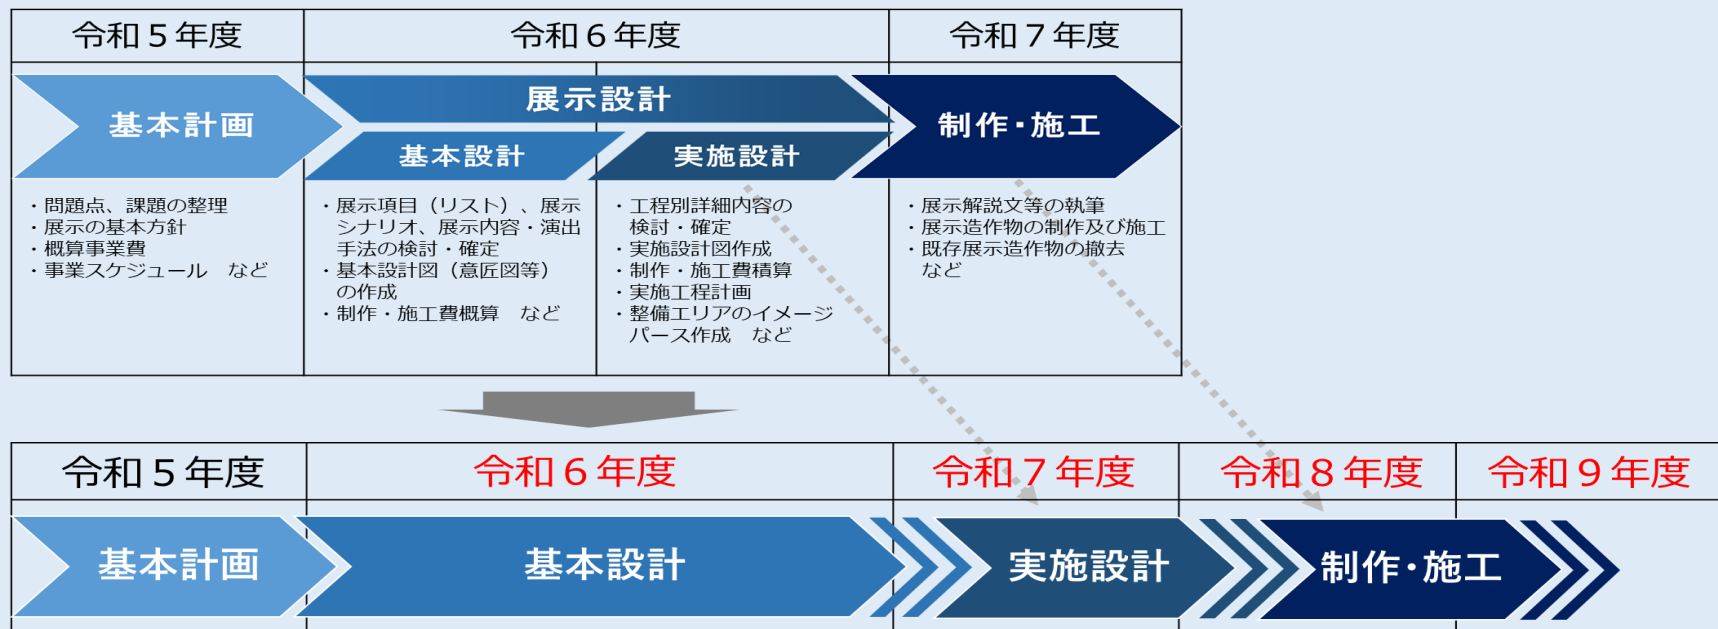 令和５年度
令和６年度
令和７年度
基本計画
展示設計
基本設計
実施設計
制作・施工
・問題点、課題の整理
・展示の基本方針
・概算事業費
・事業スケジュール　など
・展示項目（リスト）、展示
シナリオ、展示内容・演出
手法の検討・確定
・基本設計図（意匠図等）
の作成
・制作・施工費概算　など
・工程別詳細内容の
検討・確定
・実施設計図作成
・制作・施工費積算
・実施工程計画
・整備エリアのイメージ
パース作成　など
・展示解説文等の執筆
・展示造作物の制作及び施工
・既存展示造作物の撤去
など
令和５年度
令和６年度
令和７年度
令和８年度
令和９年度
基本計画
基本設計
実施設計
制作・施工